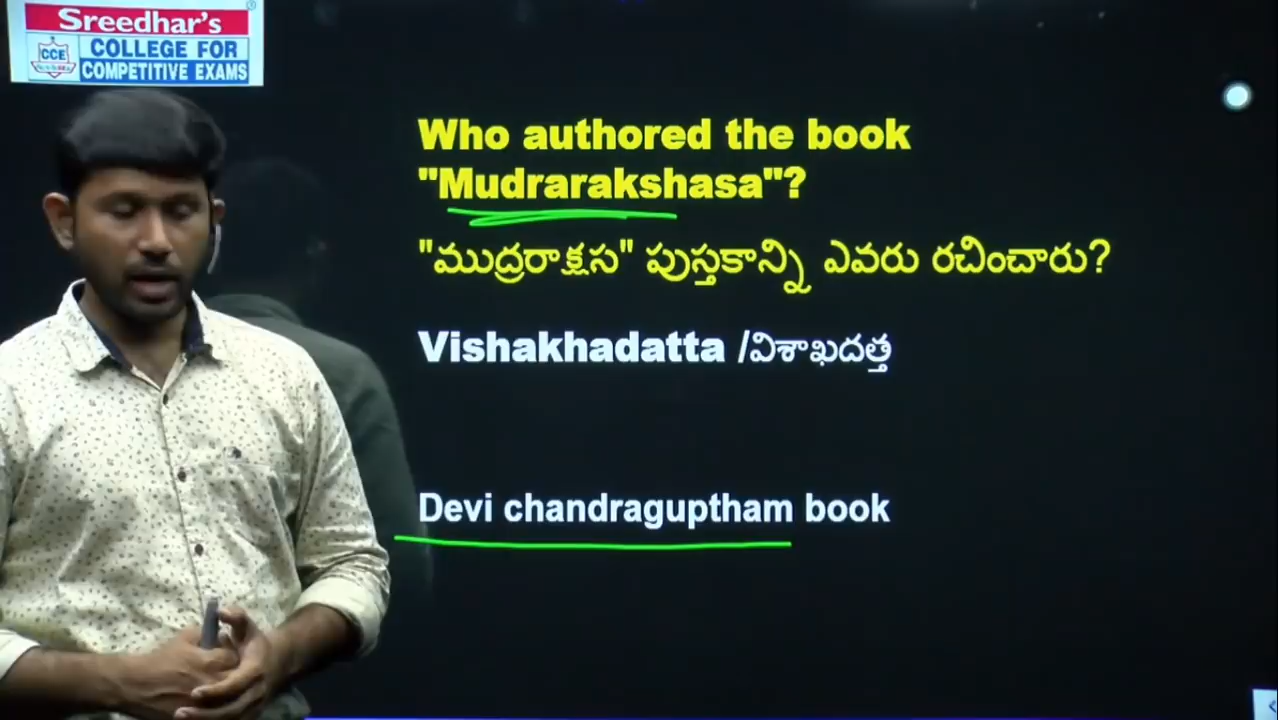 Sreedhar's
CCE
COLLEGE FOR
COMPETITIVE EXAMS
Who authored the book
"Mudrarakshasa"?
"ముద్రరాక్షస" పుస్తకాన్ని ఎవరు రచించారు?
Vishakhadatta /విశాఖదత్త
Devi chandraguptham book